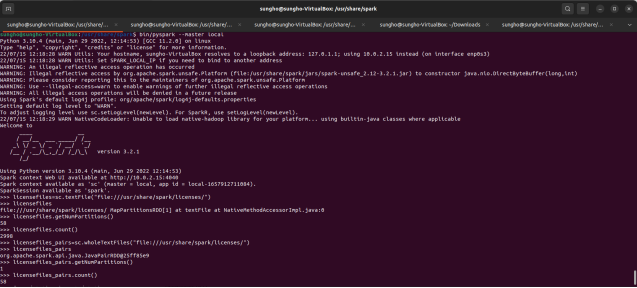 sungho@sungho-VirtualBox: /usr/share/spark
sungho@sungho-VirtualBox: /usr/share/... × sungho@sungho-VirtualBox: /usr/share/... × sungho@sungho-VirtualBox: /usr/share/... × sungho@sungho-VirtualBox: ~/Downloads × sungho@sungho-VirtualBox: /usr/share/... ×
sungho@sungho-VirtualBox:/usr/share/spark$ bin/pyspark --master local
Python 3.10.4 (main, Jun 29 2022, 12:14:53) [GCC 11.2.0] on linux
Type "help", "copyright", "credits" or "license" for more information.
22/07/15 12:18:28 WARN Utils: Your hostname, sungho-VirtualBox resolves to a loopback address: 127.0.1.1; using 10.0.2.15 instead (on interface enp0s3)
22/07/15 12:18:28 WARN Utils: Set SPARK_LOCAL_IP if you need to bind to another address
WARNING: An illegal reflective access operation has occurred
WARNING: Illegal reflective access by org.apache.spark.unsafe.Platform (file:/usr/share/spark/jars/spark-unsafe_2.12-3.2.1.jar) to constructor java.nio.DirectByteBuffer(long,int)
WARNING: Please consider reporting this to the maintainers of org.apache.spark.unsafe.Platform
WARNING: Use --illegal-access=warn to enable warnings of further illegal reflective access operations
WARNING: All illegal access operations will be denied in a future release
Using Spark's default log4j profile: org/apache/spark/log4j-defaults.properties
Setting default log level to "WARN".
To adjust logging level use sc.setLogLevel(newLevel). For SparkR, use setLogLevel(newLevel).
22/07/15 12:18:29 WARN NativeCodeLoader: Unable to load native-hadoop library for your platform... using builtin-java classes where applicable
Welcome to
version 3.2.1
Using Python version 3.10.4 (main, Jun 29 2022 12:14:53)
Spark context Web UI available at http://10.0.2.15:4040
Spark context available as 'sc' (master = local, app id = local-1657912711084).
SparkSession available as 'spark'.
>>> licensefiles=sc.textFile("file:///usr/share/spark/licenses/")
>>> licensefiles
file:///usr/share/spark/licenses/ MapPartitionsRDD[1] at textFile at NativeMethodAccessorImpl.java:0
>>> licensefiles.getNumPartitions()
58
>>> licensefiles.count()
2998
>>> licensefiles_pairs=sc.wholeTextFiles("file:///usr/share/spark/licenses/")
>>> licensefiles_pairs
org.apache.spark.api.java.JavaPairRDD@25ff85e9
>>> licensefiles_pairs.getNumPartitions()
1
>>> licensefiles_pairs.count()
58